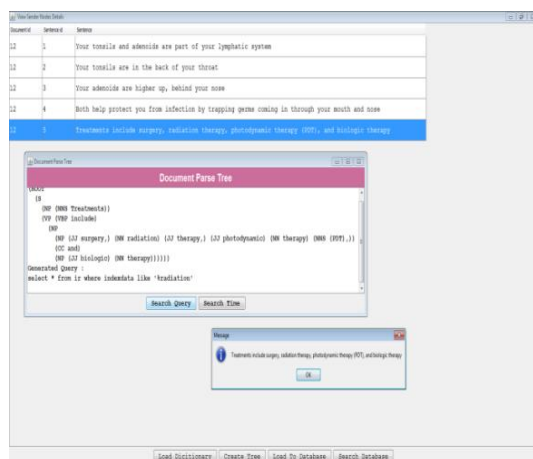 View Sender Nodes Details
Document Id Sentence Id Sentence
12 1 Your tonsils and adenoids are part of your lymphatic system
12 2 Your tonsils are in the back of your throat
12 3 Your adenoids are higher up, behind your nose
12 4 Both help protect you from infection by trapping germs coming in through your mouth and nose
12 5 Treatments include surgery, radiation therapy, photodynamic therapy (PDT), and biologic therapy
Document Parse Tree
Document Parse Tree
(ROOT
(S
(NP (NNS Treatments))
(VP (VBP include)
(NP
(NP (JJ surgery,) (NN radiation) (JJ therapy,) (JJ photodynamic) (NN therapy) (NNS (PDT),))
(CC and)
(NP (JJ biologic) (NN therapy))))))
Generated Query :
select * from ir where indexdata like '%radiation'
Search Query Search Time
Message
Treatments include surgery, radiation therapy, photodynamic therapy (PDT), and biologic therapy
OK
Load Dicitionary Create Tree Load To Database Search Database